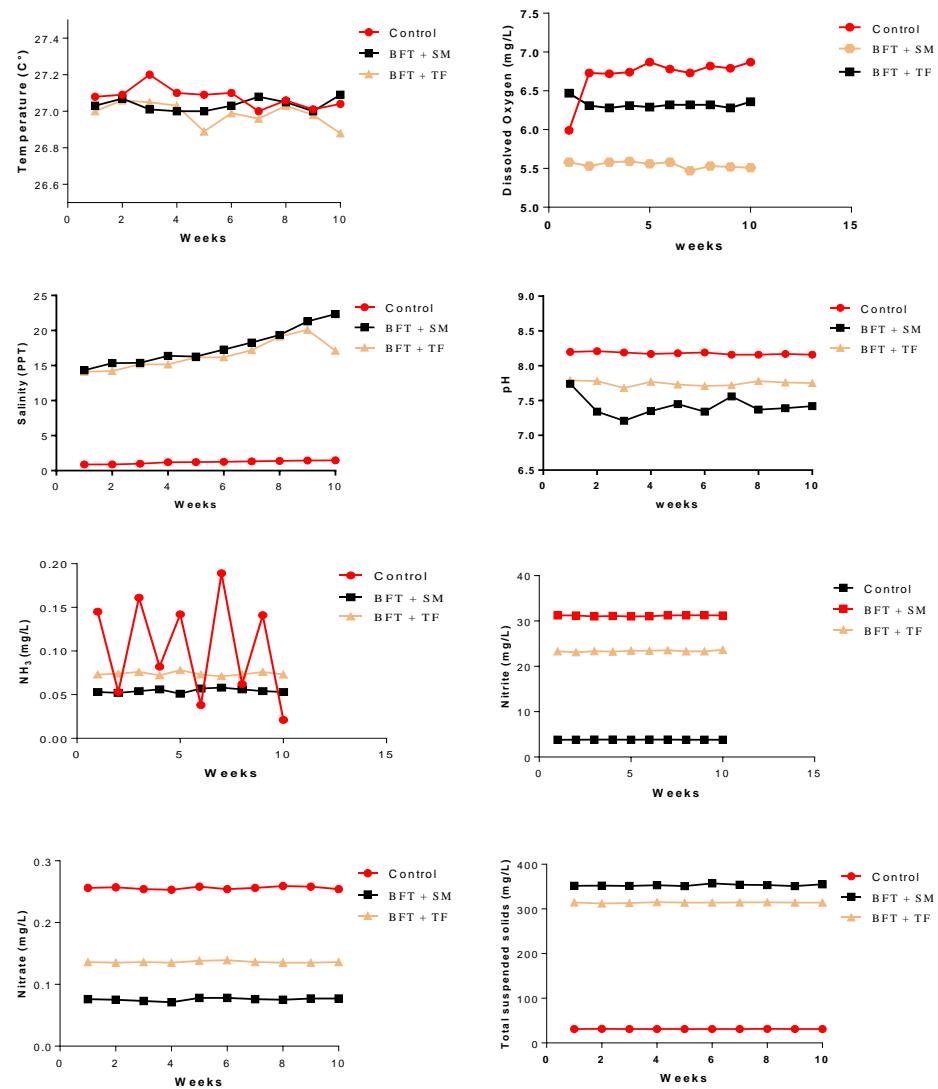 Temperature (C°)
27.4
27.2
27.0
26.8
26.6
0
2
4
6
8
10
Weeks
Control
BFT + SM
BFT + TF
Dissolved Oxygen (mg/L)
7.5
7.0
6.5
6.0
5.5
5.0
0
5
10
15
weeks
Control
BFT + SM
BFT + TF
Salinity (PPT)
25
20
15
10
5
0
0
2
4
6
8
10
Weeks
Control
BFT + SM
BFT + TF
pH
9.0
8.5
8.0
7.5
7.0
6.5
0
2
4
6
8
10
weeks
Control
BFT + SM
BFT + TF
NH3 (mg/L)
0.20
0.15
0.10
0.05
0.00
0
5
10
15
Weeks
Control
BFT + SM
BFT + TF
Nitrite (mg/L)
40
30
20
10
0
0
5
10
15
Weeks
Control
BFT + SM
BFT + TF
Nitrate (mg/L)
0.3
0.2
0.1
0.0
0
2
4
6
8
10
Weeks
Control
BFT + SM
BFT + TF
Total suspended solids (mg/L)
400
300
200
100
0
0
2
4
6
8
10
Weeks
Control
BFT + SM
BFT + TF